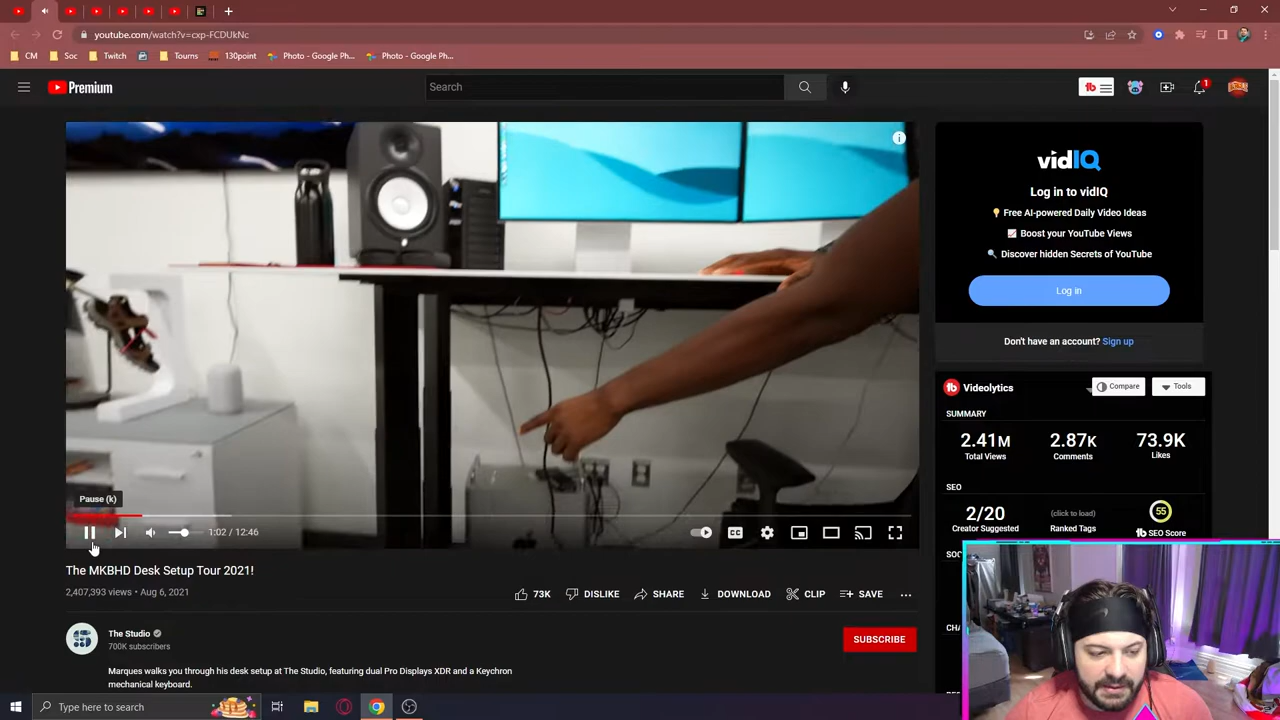 youtube.com/watch?v=cxp-FCDUkNc
CM
Soc
Twitch
Tourns
130point
Photo - Google Ph...
Photo - Google Ph...
Premium
Search
1
vidIQ
Log in to vidIQ
Free AI-powered Daily Video Ideas
Boost your YouTube Views
Discover hidden Secrets of YouTube
Log in
Don't have an account? Sign up
Videolytics
Compare
Tools
SUMMARY
2.41M
2.87K
73.9K
Total Views
Comments
Likes
SEO
2/20
(click to load)
55
Creator Suggested
Ranked Tags
SEO Score
Pause (k)
1:02 / 12:46
The MKBHD Desk Setup Tour 2021!
2,407,393 views • Aug 6, 2021
73K
DISLIKE
SHARE
DOWNLOAD
CLIP
SAVE
The Studio
700K subscribers
SUBSCRIBE
Marques walks you through his desk setup at The Studio, featuring dual Pro Displays XDR and a Keychron
mechanical keyboard.
Type here to search